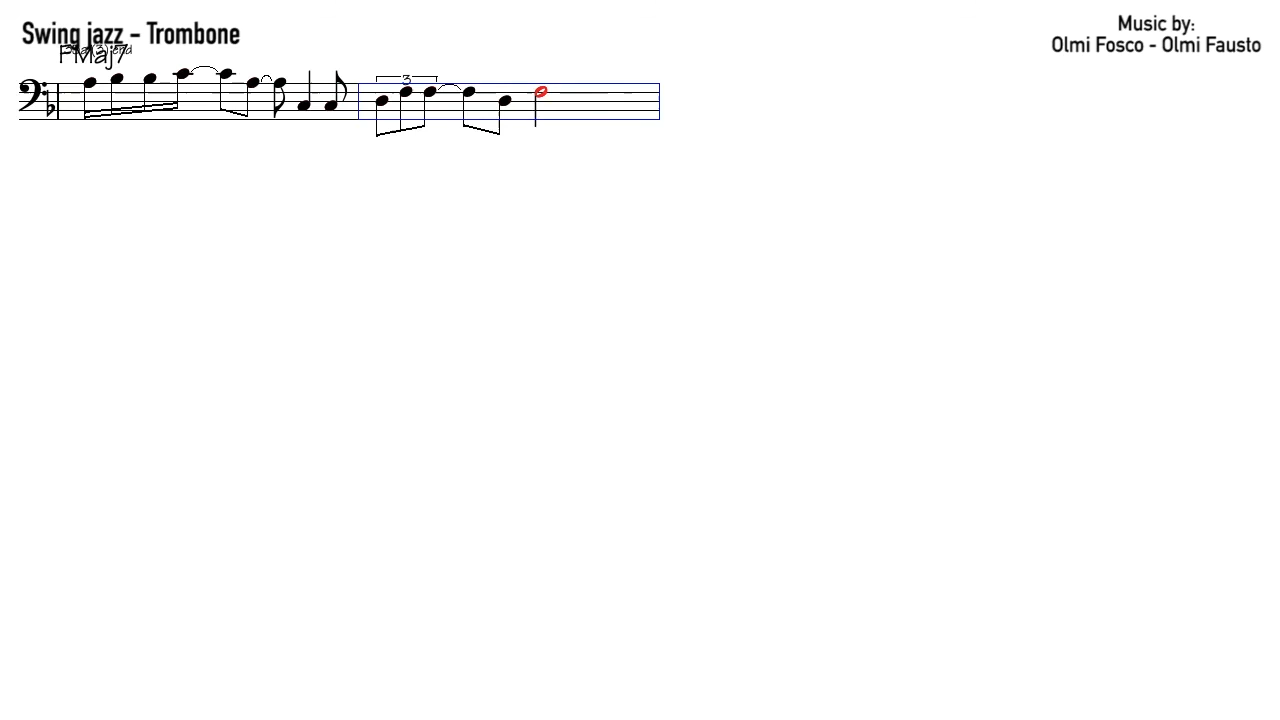 Swing jazz - Trombone
Music by:
Olmi Fosco - Olmi Fausto
FMaj7
3